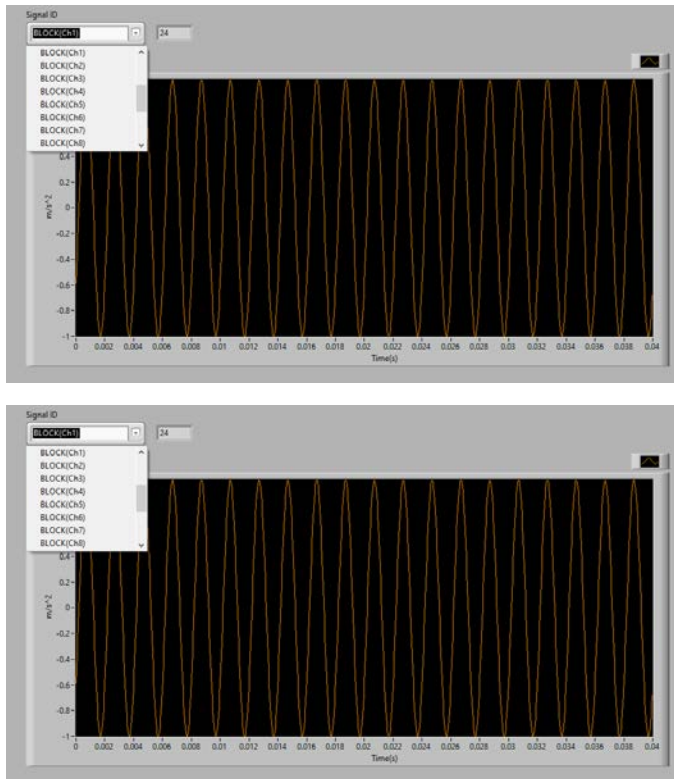 Signal ID
BLOCK(Ch1) 24
BLOCK(Ch1)
BLOCK(Ch2)
BLOCK(Ch3)
BLOCK(Ch4)
BLOCK(Ch5)
BLOCK(Ch6)
BLOCK(Ch7)
BLOCK(Ch8)
0.4-
0.2-
0-
-0.2-
-0.4-
-0.6-
-0.8-
-1-
m/s^2
0 0.002 0.004 0.006 0.008 0.01 0.012 0.014 0.016 0.018 0.02 0.022 0.024 0.026 0.028 0.03 0.032 0.034 0.036 0.038 0.04
Time(s)
Signal ID
BLOCK(Ch1) 24
BLOCK(Ch1)
BLOCK(Ch2)
BLOCK(Ch3)
BLOCK(Ch4)
BLOCK(Ch5)
BLOCK(Ch6)
BLOCK(Ch7)
BLOCK(Ch8)
0.4-
0.2-
0-
-0.2-
-0.4-
-0.6-
-0.8-
-1-
m/s^2
0 0.002 0.004 0.006 0.008 0.01 0.012 0.014 0.016 0.018 0.02 0.022 0.024 0.026 0.028 0.03 0.032 0.034 0.036 0.038 0.04
Time(s)